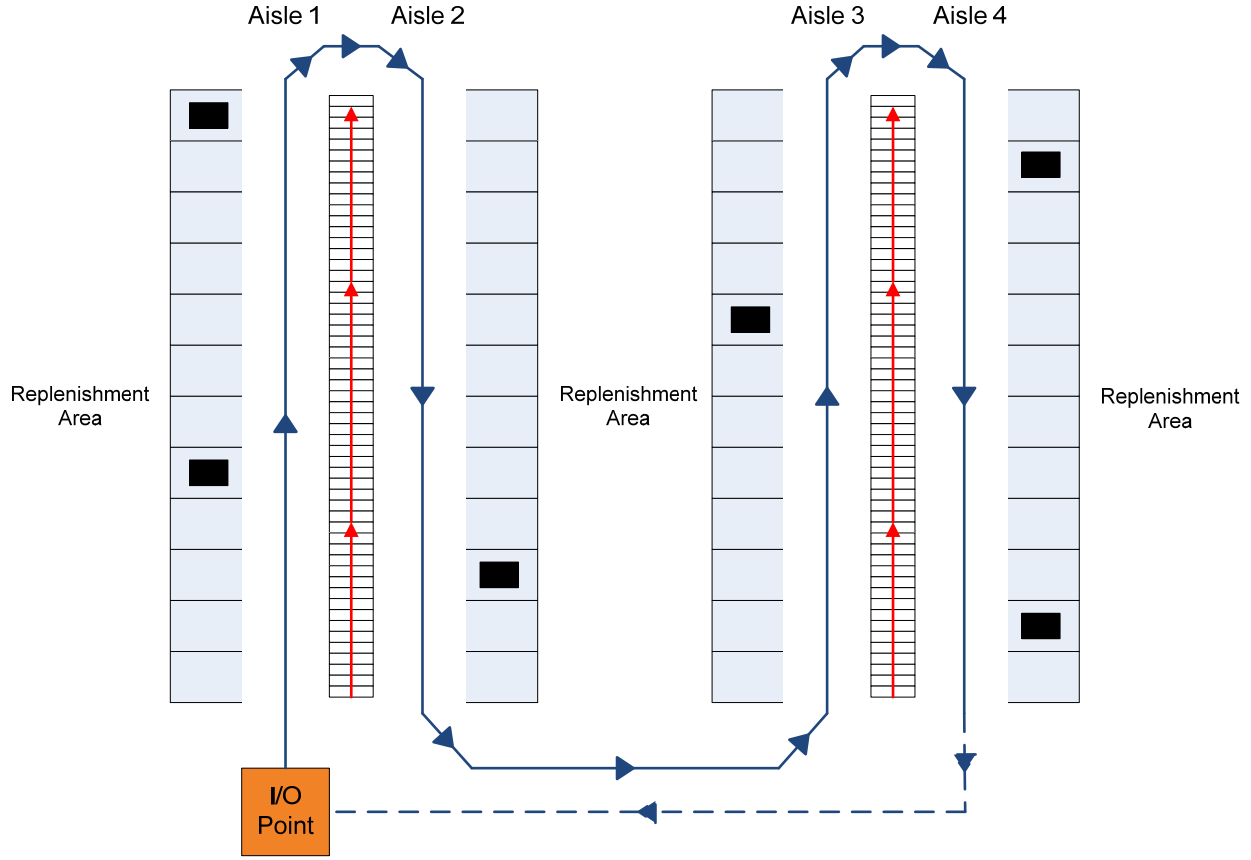 Aisle 1
Aisle 2
Aisle 3
Aisle 4
Replenishment
Area
Replenishment
Area
Replenishment
Area
I/O
Point